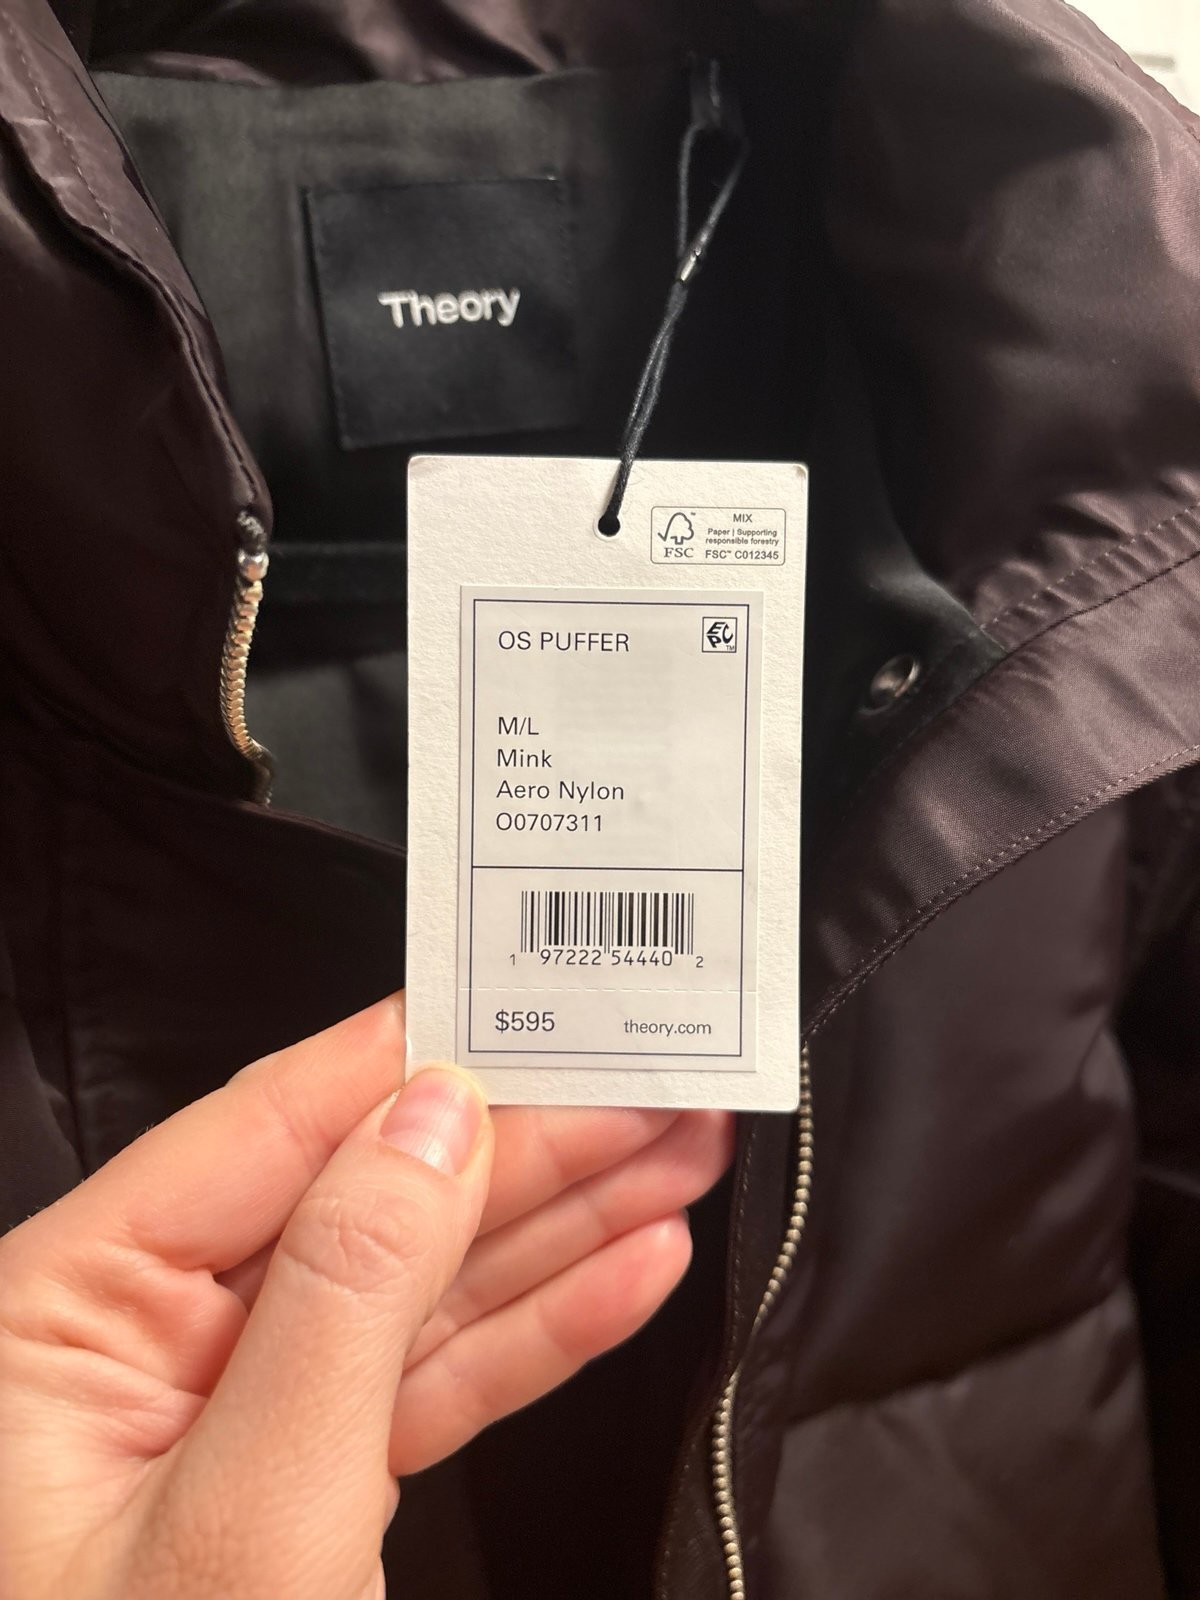 Theory
MIX
Paper | Supporting
responsible forestry
FSC
FSC™ C012345
OS PUFFER
EPC
M/L
Mink
Aero Nylon
O0707311
1 97222 54440 2
$595 theory.com